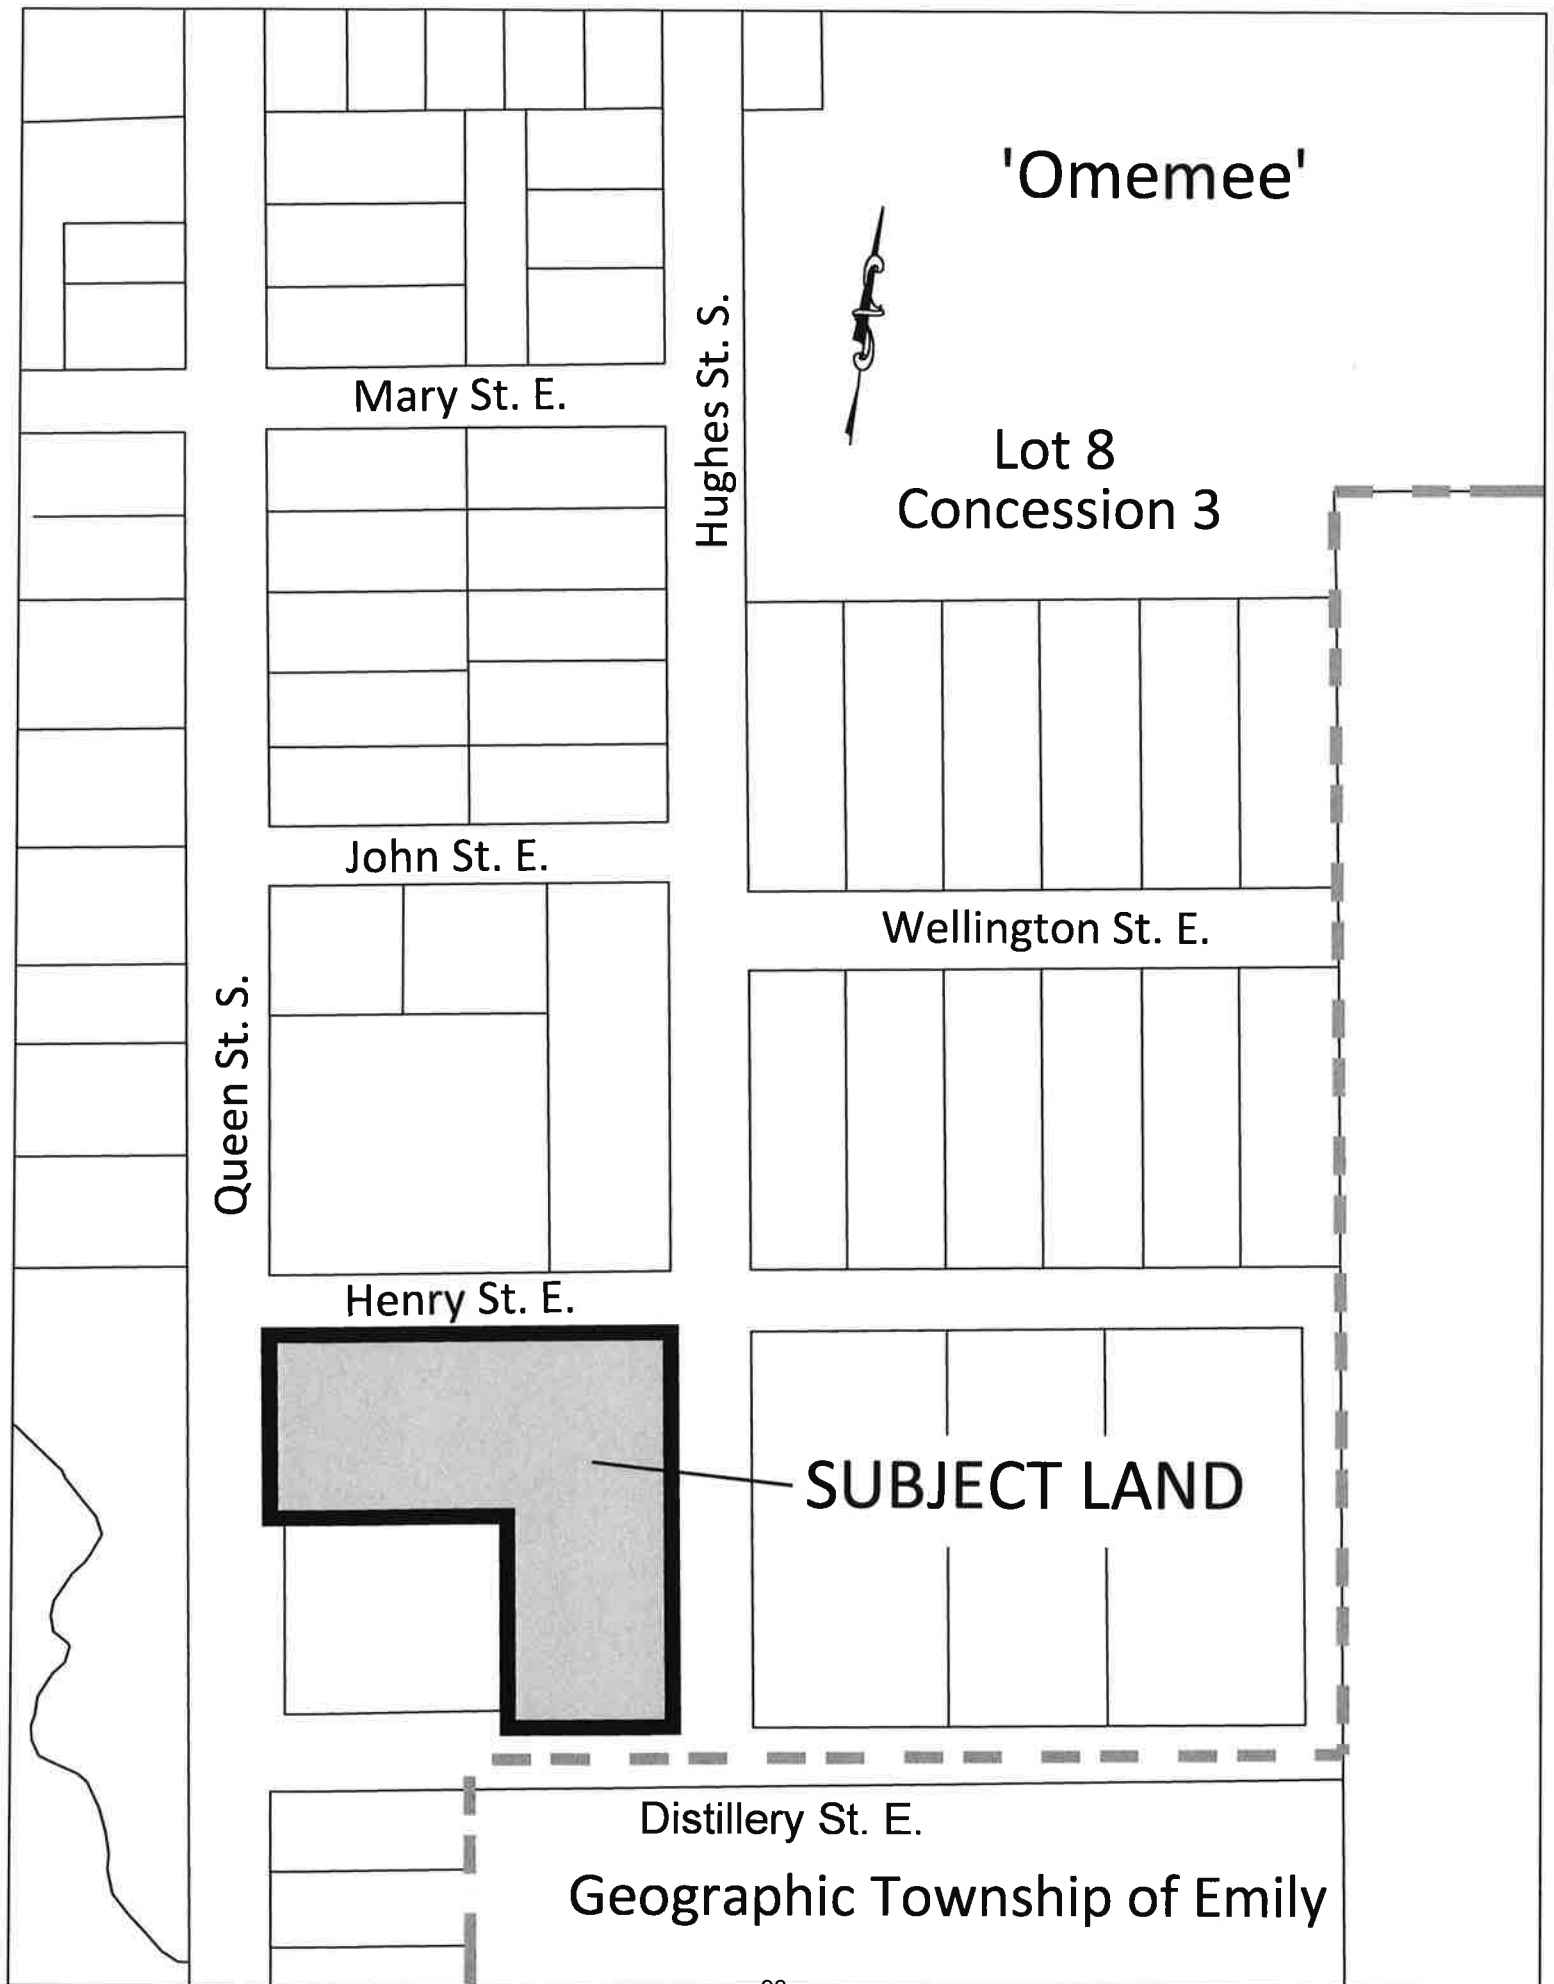 'Omemee'
Hughes St. S.
Mary St. E.
Lot 8
Concession 3
John St. E.
Wellington St. E.
Queen St. S.
Henry St. E.
SUBJECT LAND
Distillery St. E.
Geographic Township of Emily